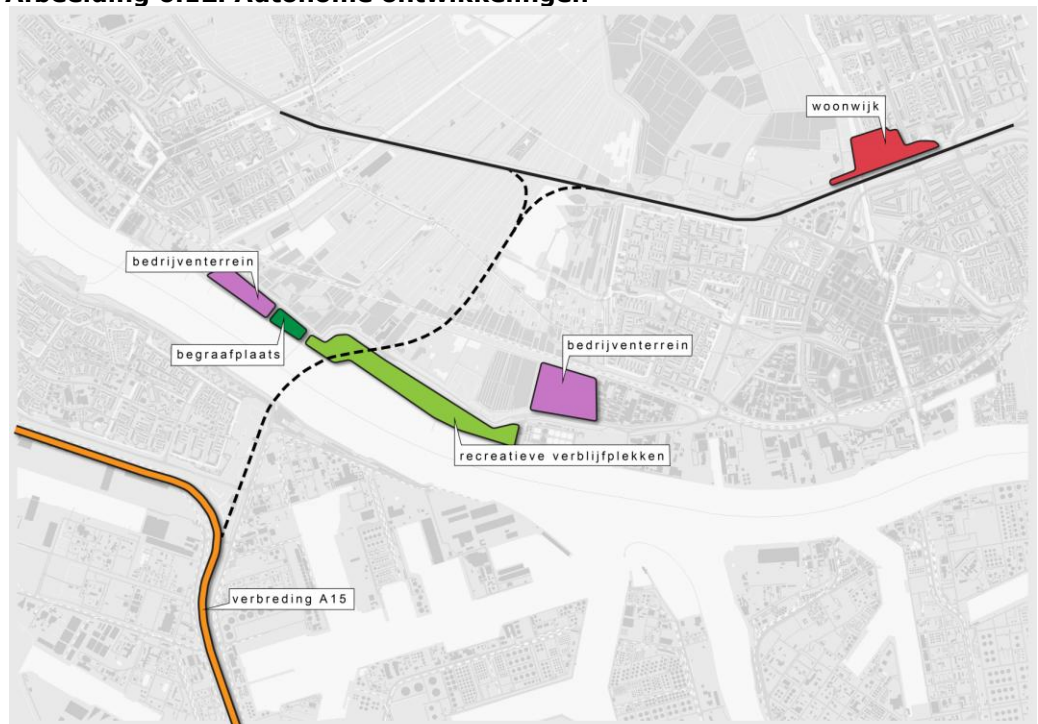 Afbeelding 6.12. Autonome ontwikkelingen
woonwijk
bedrijventerrein
begraafplaats
bedrijventerrein
recreatieve verblijfplekken
verbreding A15